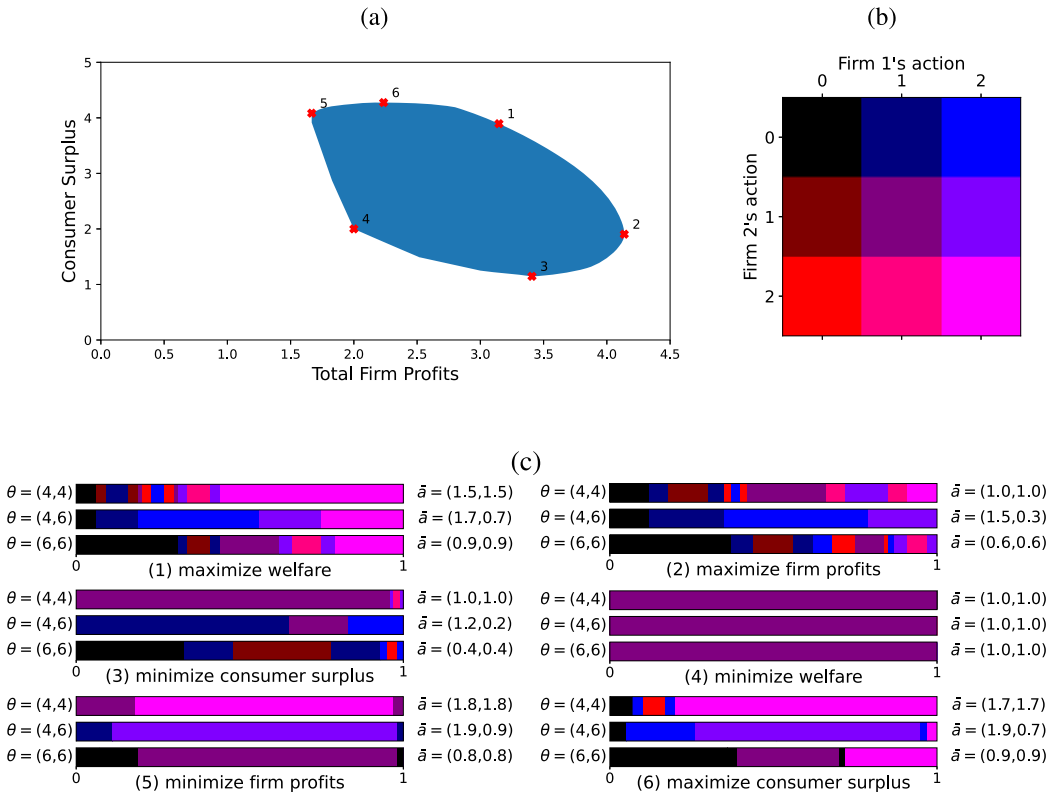 (a)
(b)
5
4
3
2
1
0
Consumer Surplus
0.0 0.5 1.0 1.5 2.0 2.5 3.0 3.5 4.0 4.5
Total Firm Profits
5
6
1
4
2
3
Firm 1's action
0 1 2
Firm 2's action
0
1
2
(c)
θ = (4,4) ā = (1.5,1.5)
θ = (4,6) ā = (1.7,0.7)
θ = (6,6) ā = (0.9,0.9)
0 1
(1) maximize welfare
θ = (4,4) ā = (1.0,1.0)
θ = (4,6) ā = (1.5,0.3)
θ = (6,6) ā = (0.6,0.6)
0 1
(2) maximize firm profits
θ = (4,4) ā = (1.0,1.0)
θ = (4,6) ā = (1.2,0.2)
θ = (6,6) ā = (0.4,0.4)
0 1
(3) minimize consumer surplus
θ = (4,4) ā = (1.0,1.0)
θ = (4,6) ā = (1.0,1.0)
θ = (6,6) ā = (1.0,1.0)
0 1
(4) minimize welfare
θ = (4,4) ā = (1.8,1.8)
θ = (4,6) ā = (1.9,0.9)
θ = (6,6) ā = (0.8,0.8)
0 1
(5) minimize firm profits
θ = (4,4) ā = (1.7,1.7)
θ = (4,6) ā = (1.9,0.7)
θ = (6,6) ā = (0.9,0.9)
0 1
(6) maximize consumer surplus